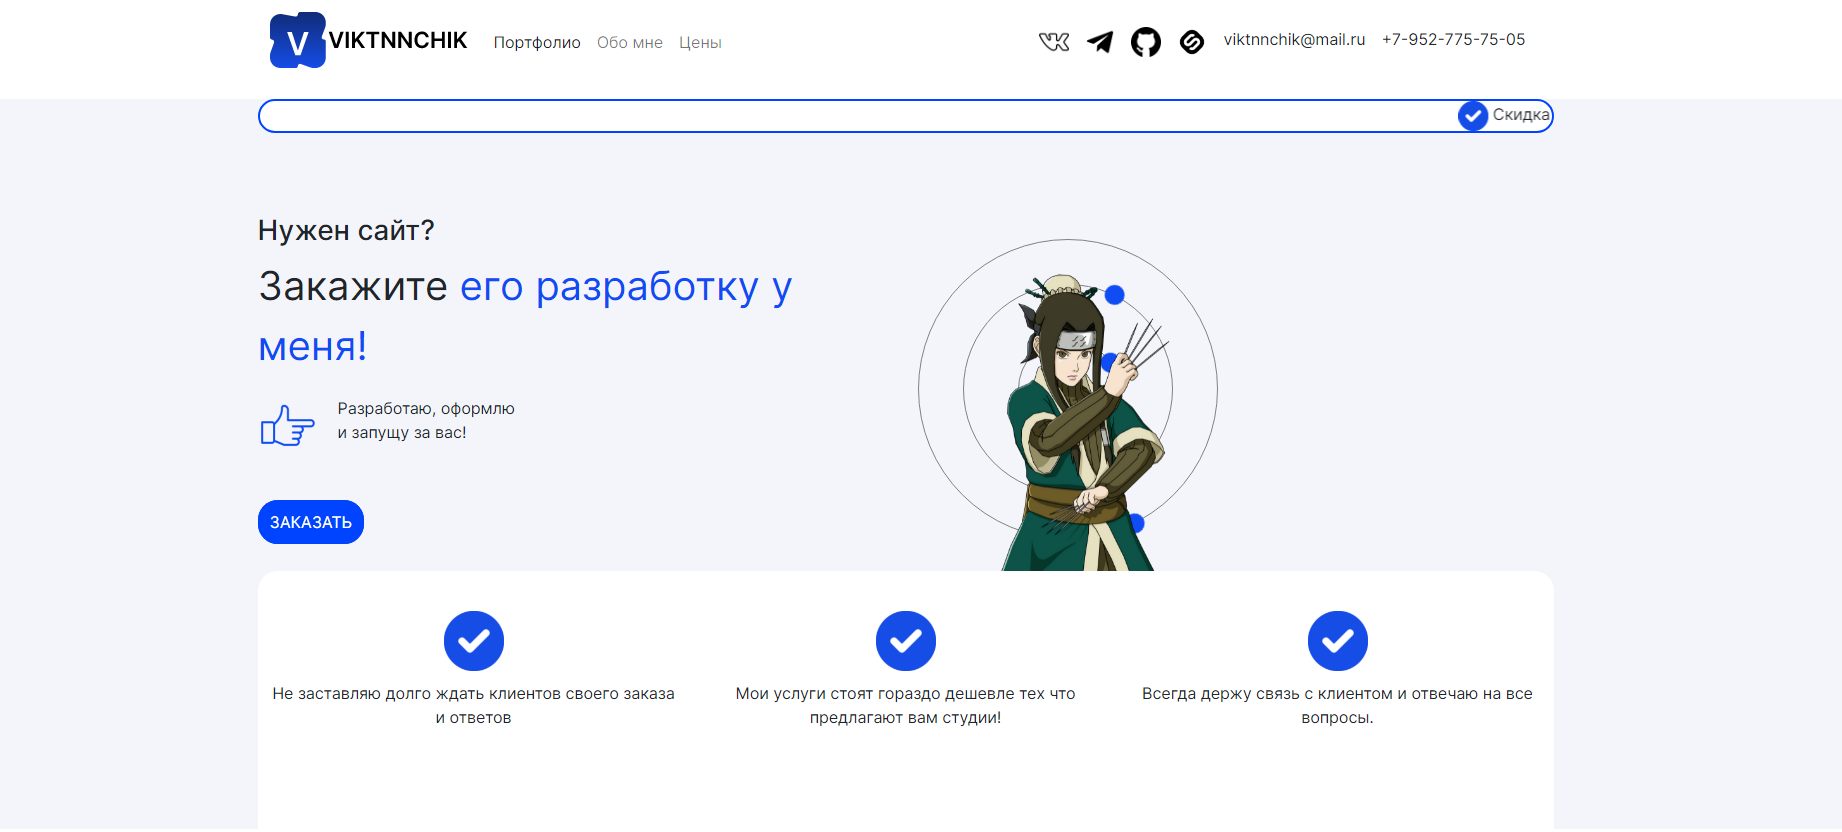 V VIKTNNCHIK Портфолио Обо мне Цены viktnnchik@mail.ru +7-952-775-75-05
Скидка
Нужен сайт?
Закажите его разработку у
меня!
Разработаю, оформлю
и запущу за вас!
ЗАКАЗАТЬ
Не заставляю долго ждать клиентов своего заказа
и ответов
Мои услуги стоят гораздо дешевле тех что
предлагают вам студии!
Всегда держу связь с клиентом и отвечаю на все
вопросы.